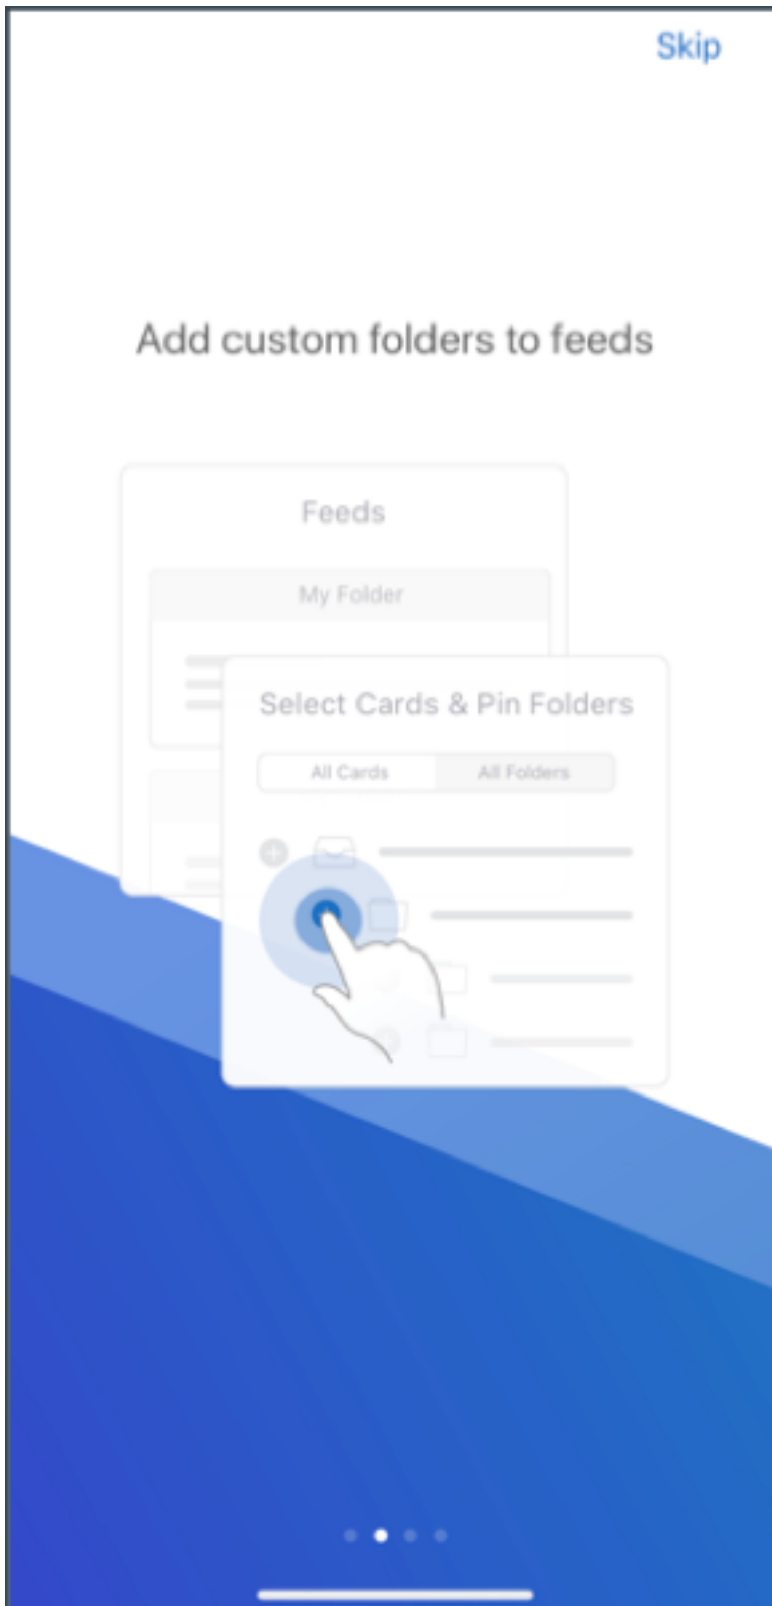 Skip
Add custom folders to feeds
Feeds
My Folder
Select Cards & Pin Folders
All Cards
All Folders